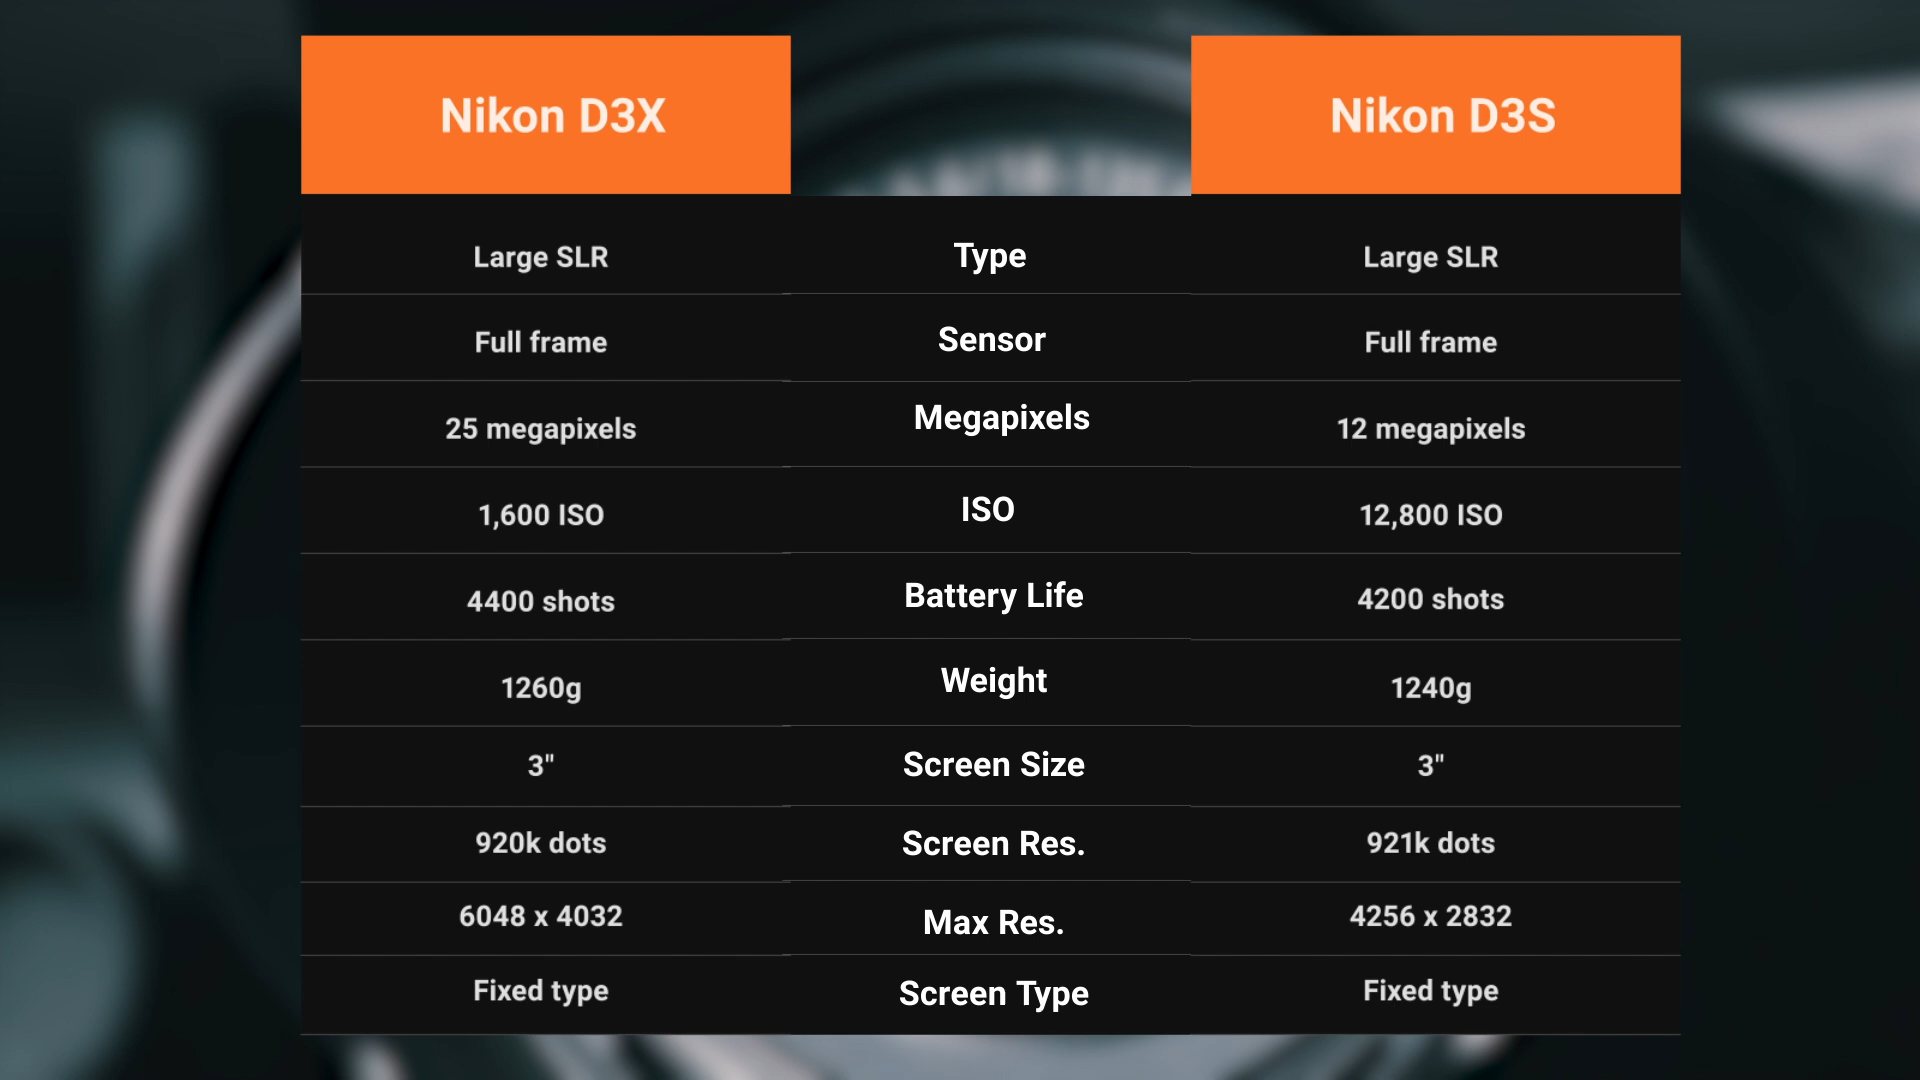 Nikon D3X
Nikon D3S
Large SLR Type Large SLR
Full frame Sensor Full frame
25 megapixels Megapixels 12 megapixels
1,600 ISO ISO 12,800 ISO
4400 shots Battery Life 4200 shots
1260g Weight 1240g
3" Screen Size 3"
920k dots Screen Res. 921k dots
6048 x 4032 Max Res. 4256 x 2832
Fixed type Screen Type Fixed type